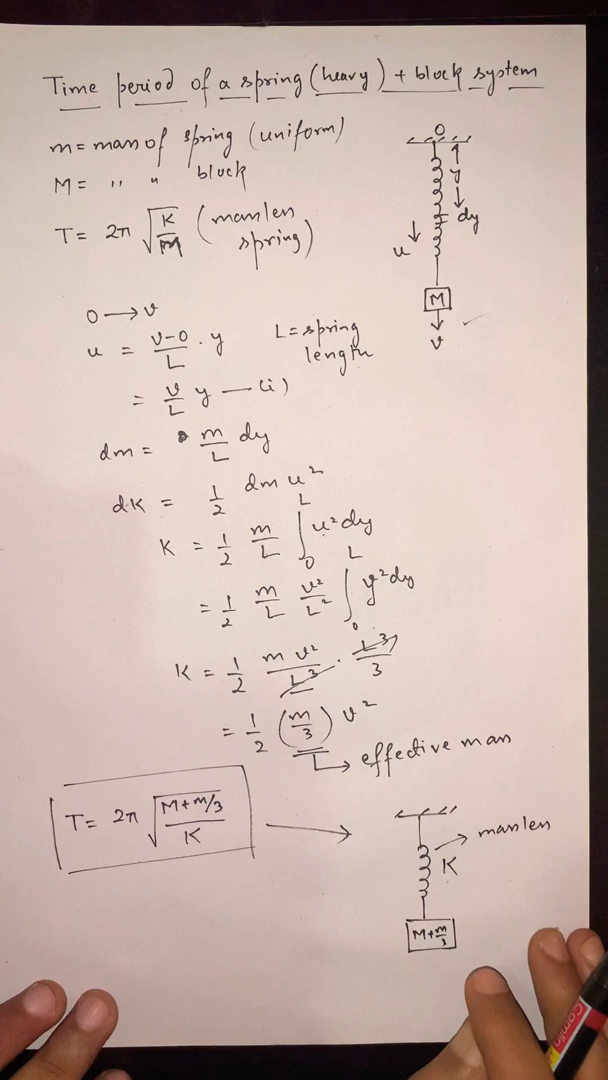 Time period of a spring (heavy) + block system
m = mass of spring (uniform)
M = " " block
T = 2π √(K/M) (massless spring)
O
y
dy
u
M
v
0 → v
u = (v-0)/L . y
L = spring length
= v/L y — (i)
dm = m/L dy
dK = 1/2 dm u²
K = 1/2 m/L ∫₀ᴸ u² dy
= 1/2 m/L v²/L² ∫₀ᴸ y² dy
K = 1/2 mv²/L³ . L³/3
= 1/2 (m/3) v²
→ effective mass
T = 2π √((M+m/3)/K) →
massless
K
M+m/3
Camlin